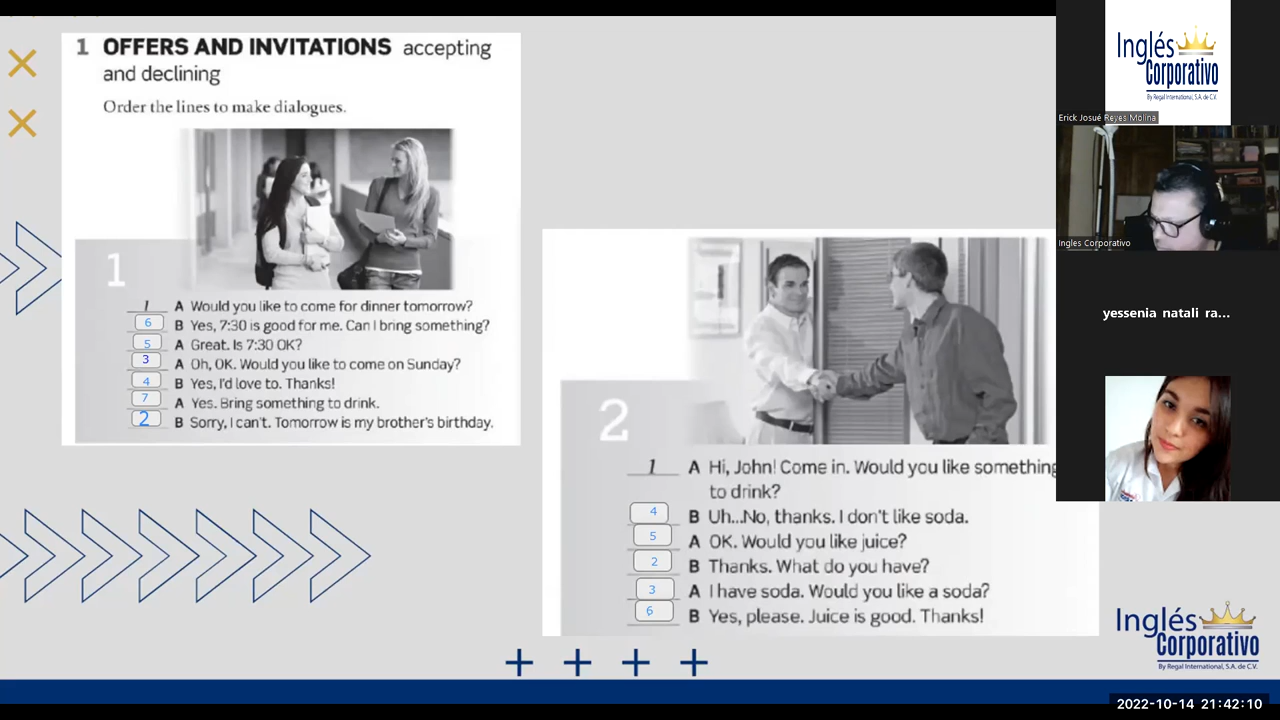 1 OFFERS AND INVITATIONS accepting
and declining
Order the lines to make dialogues.
1
1 A Would you like to come for dinner tomorrow?
6 B Yes, 7:30 is good for me. Can I bring something?
5 A Great. Is 7:30 OK?
3 A Oh, OK. Would you like to come on Sunday?
4 B Yes, I'd love to. Thanks!
7 A Yes. Bring something to drink.
2 B Sorry, I can't. Tomorrow is my brother's birthday.
2
1 A Hi, John! Come in. Would you like something
to drink?
4 B Uh...No, thanks. I don't like soda.
5 A OK. Would you like juice?
2 B Thanks. What do you have?
3 A I have soda. Would you like a soda?
6 B Yes, please. Juice is good. Thanks!
Inglés
Corporativo
By Regal International, S.A. de C.V.
Erick Josué Reyes Molina
Ingles Corporativo
yessenia natali ra...
Inglés
Corporativo
By Regal International, S.A. de C.V.
2022-10-14 21:42:10